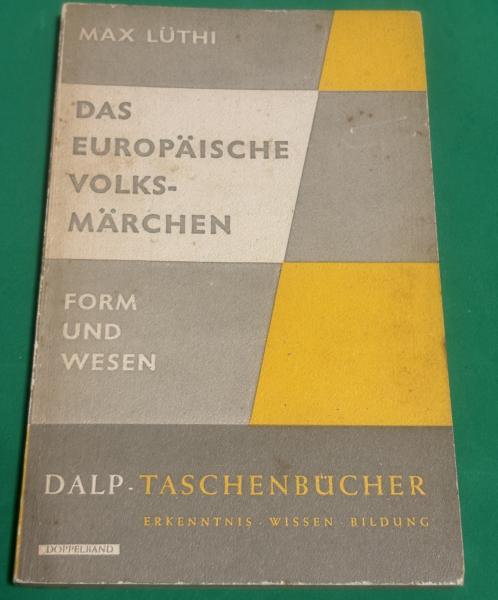 MAX LÜTHI
DAS
EUROPÄISCHE
VOLKS-
MÄRCHEN
FORM
UND
WESEN
DALP-TASCHENBÜCHER
ERKENNTNIS · WISSEN · BILDUNG
DOPPELBAND